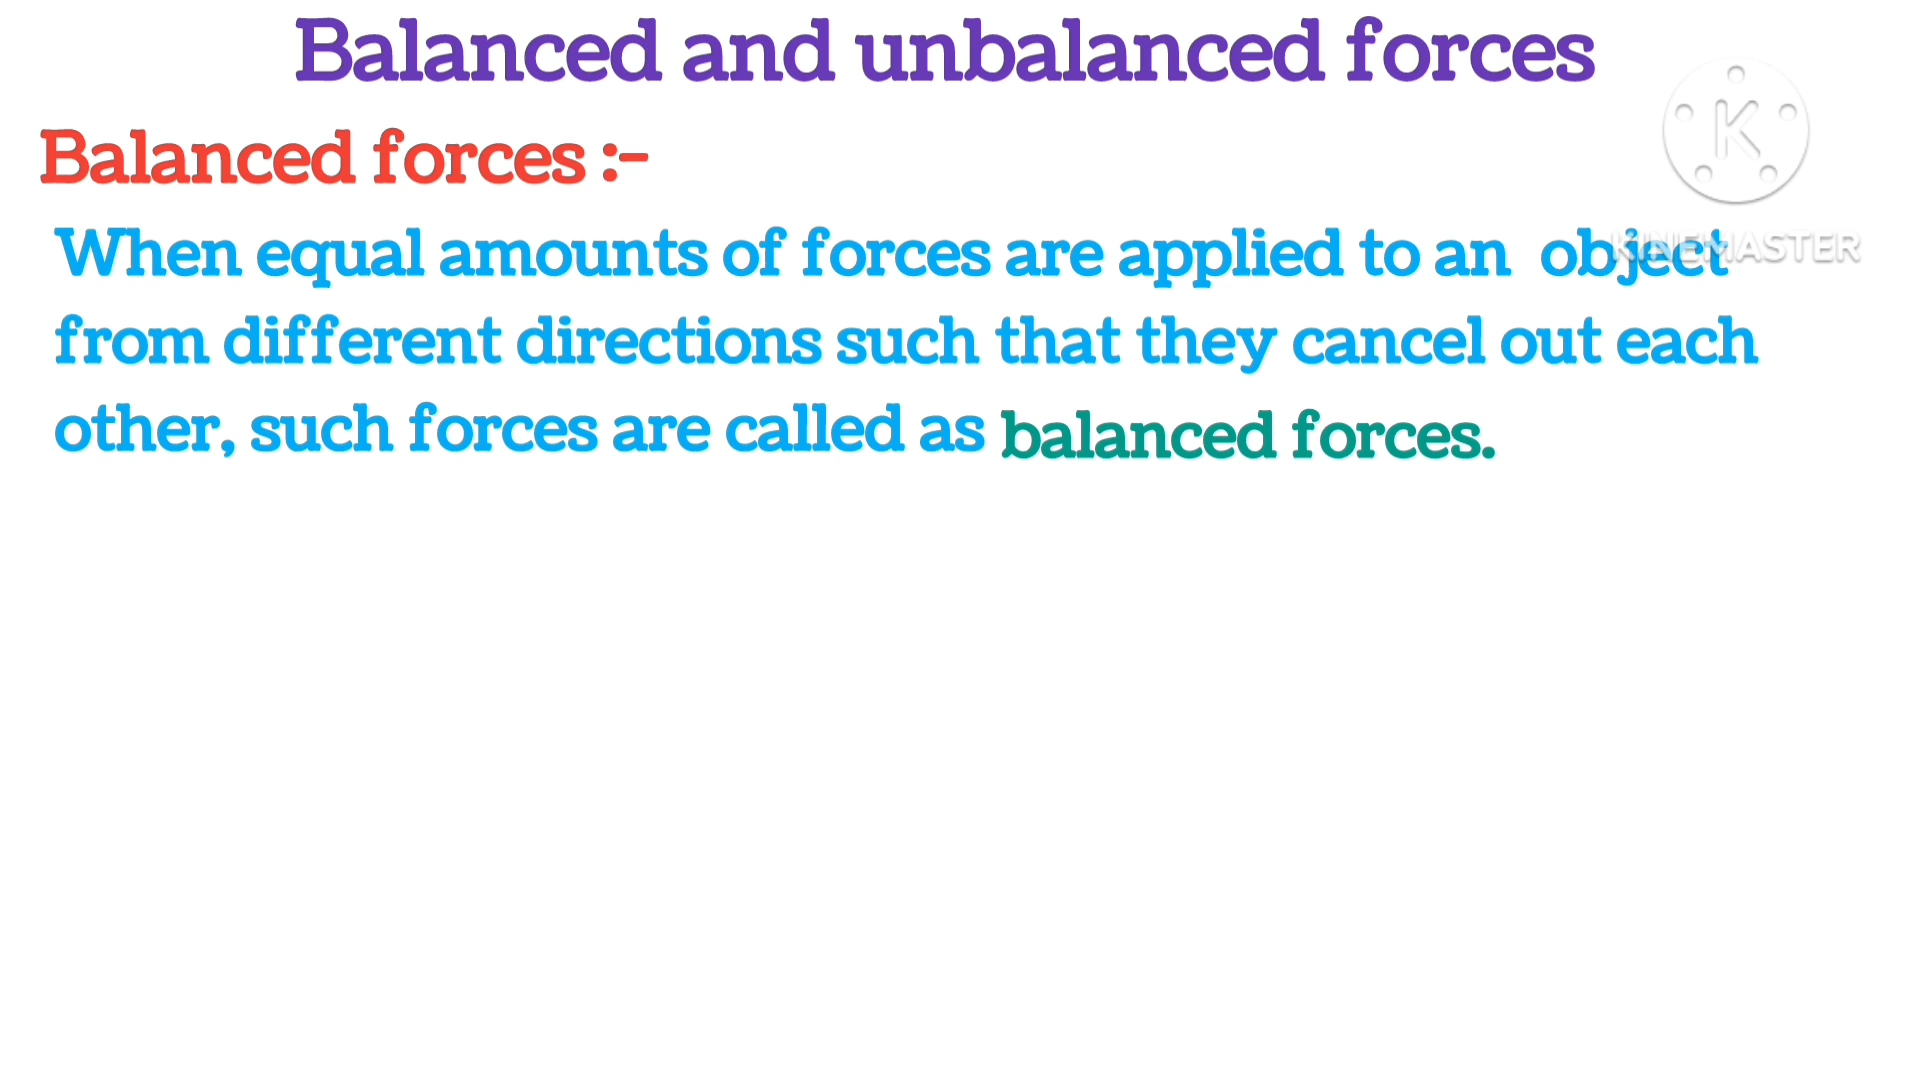 Balanced and unbalanced forces
Balanced forces :-
K
When equal amounts of forces are applied to an object
KINEMASTER
from different directions such that they cancel out each
other, such forces are called as balanced forces.